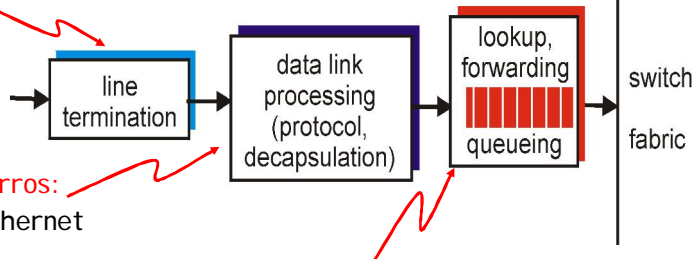 line
termination
data link
processing
(protocol,
decapsulation)
lookup,
forwarding
queueing
switch
fabric
rros:
hernet